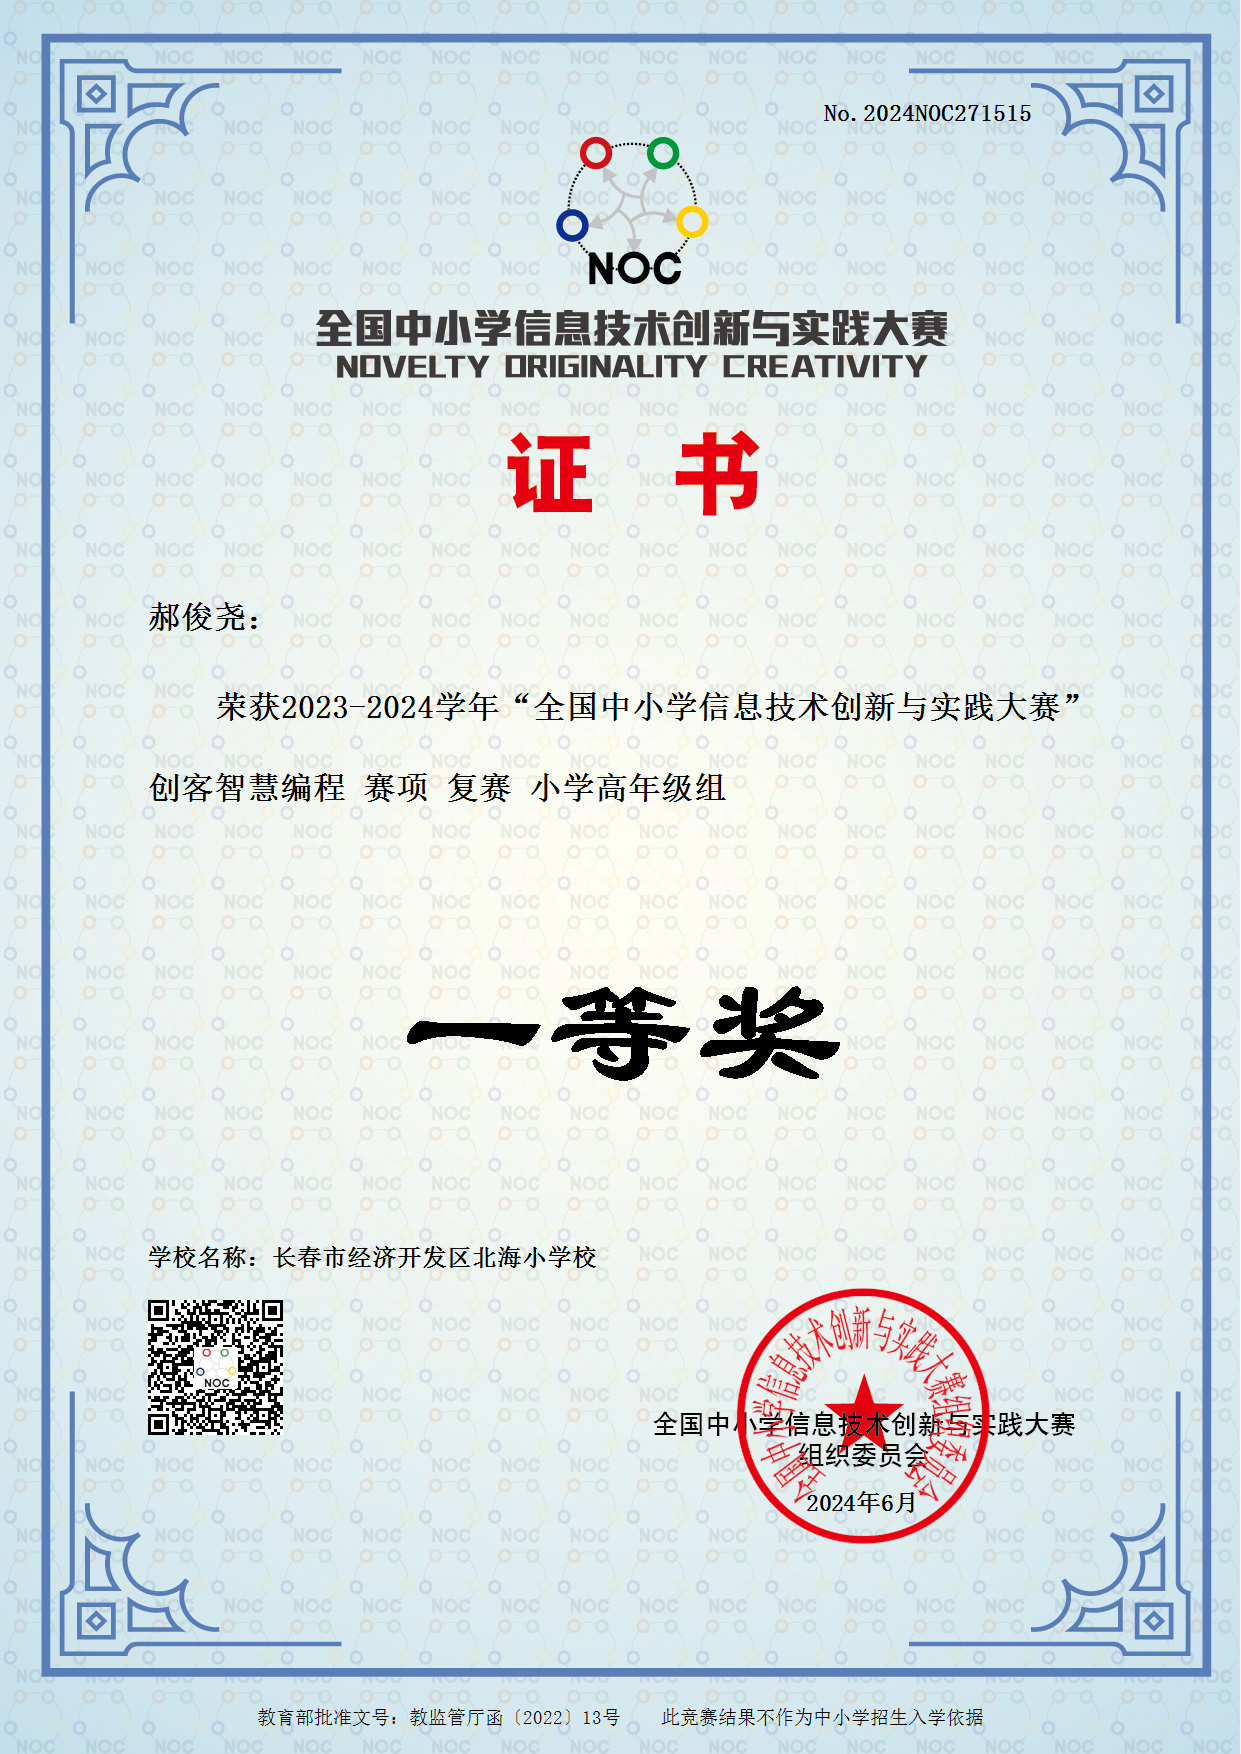 No. 2024NOC271515
NOC
全国中小学信息技术创新与实践大赛
NOVELTY ORIGINALITY CREATIVITY
证 书
郝俊尧：
荣获2023-2024学年“全国中小学信息技术创新与实践大赛”
创客智慧编程 赛项 复赛 小学高年级组
一等奖
学校名称：长春市经济开发区北海小学校
NOC
全国中小学信息技术创新与实践大赛组织委员会
全国中小学信息技术创新与实践大赛
组织委员会
2024年6月
教育部批准文号：教监管厅函〔2022〕13号 此竞赛结果不作为中小学招生入学依据